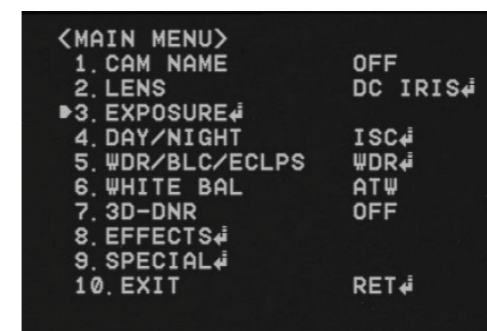 <MAIN MENU>
1. CAM NAME OFF
2. LENS DC IRIS↲
▶3. EXPOSURE↲
4. DAY/NIGHT ISC↲
5. WDR/BLC/ECLPS WDR↲
6. WHITE BAL ATW
7. 3D-DNR OFF
8. EFFECTS↲
9. SPECIAL↲
10. EXIT RET↲